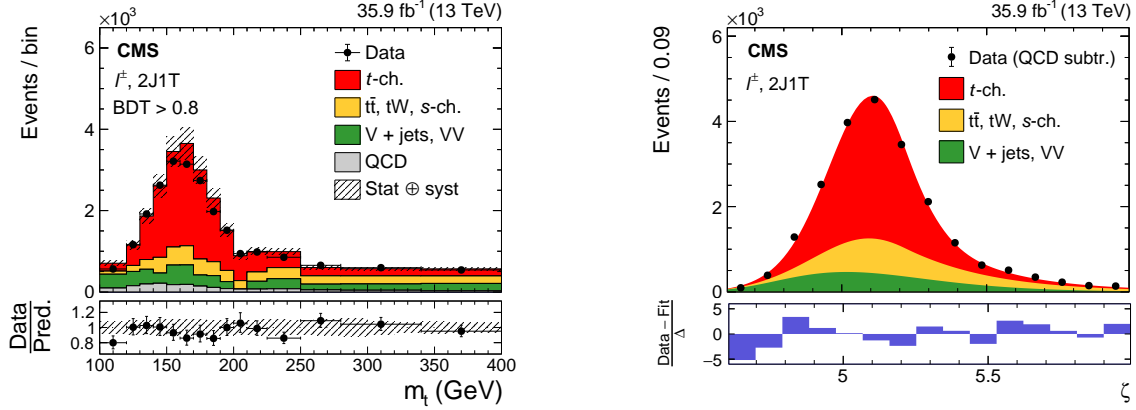 ×10³ 35.9 fb⁻¹ (13 TeV)
Events / bin
6
4
2
0
CMS
l±, 2J1T
BDT > 0.8
Data
t-ch.
tt̄, tW, s-ch.
V + jets, VV
QCD
Stat ⊕ syst
Data
Pred.
1.2
1
0.8
100 150 200 250 300 350 400
m_t (GeV)
×10³ 35.9 fb⁻¹ (13 TeV)
Events / 0.09
6
4
2
0
CMS
l±, 2J1T
Data (QCD subtr.)
t-ch.
tt̄, tW, s-ch.
V + jets, VV
Data – Fit
Δ
5
0
−5
5 5.5
ζ